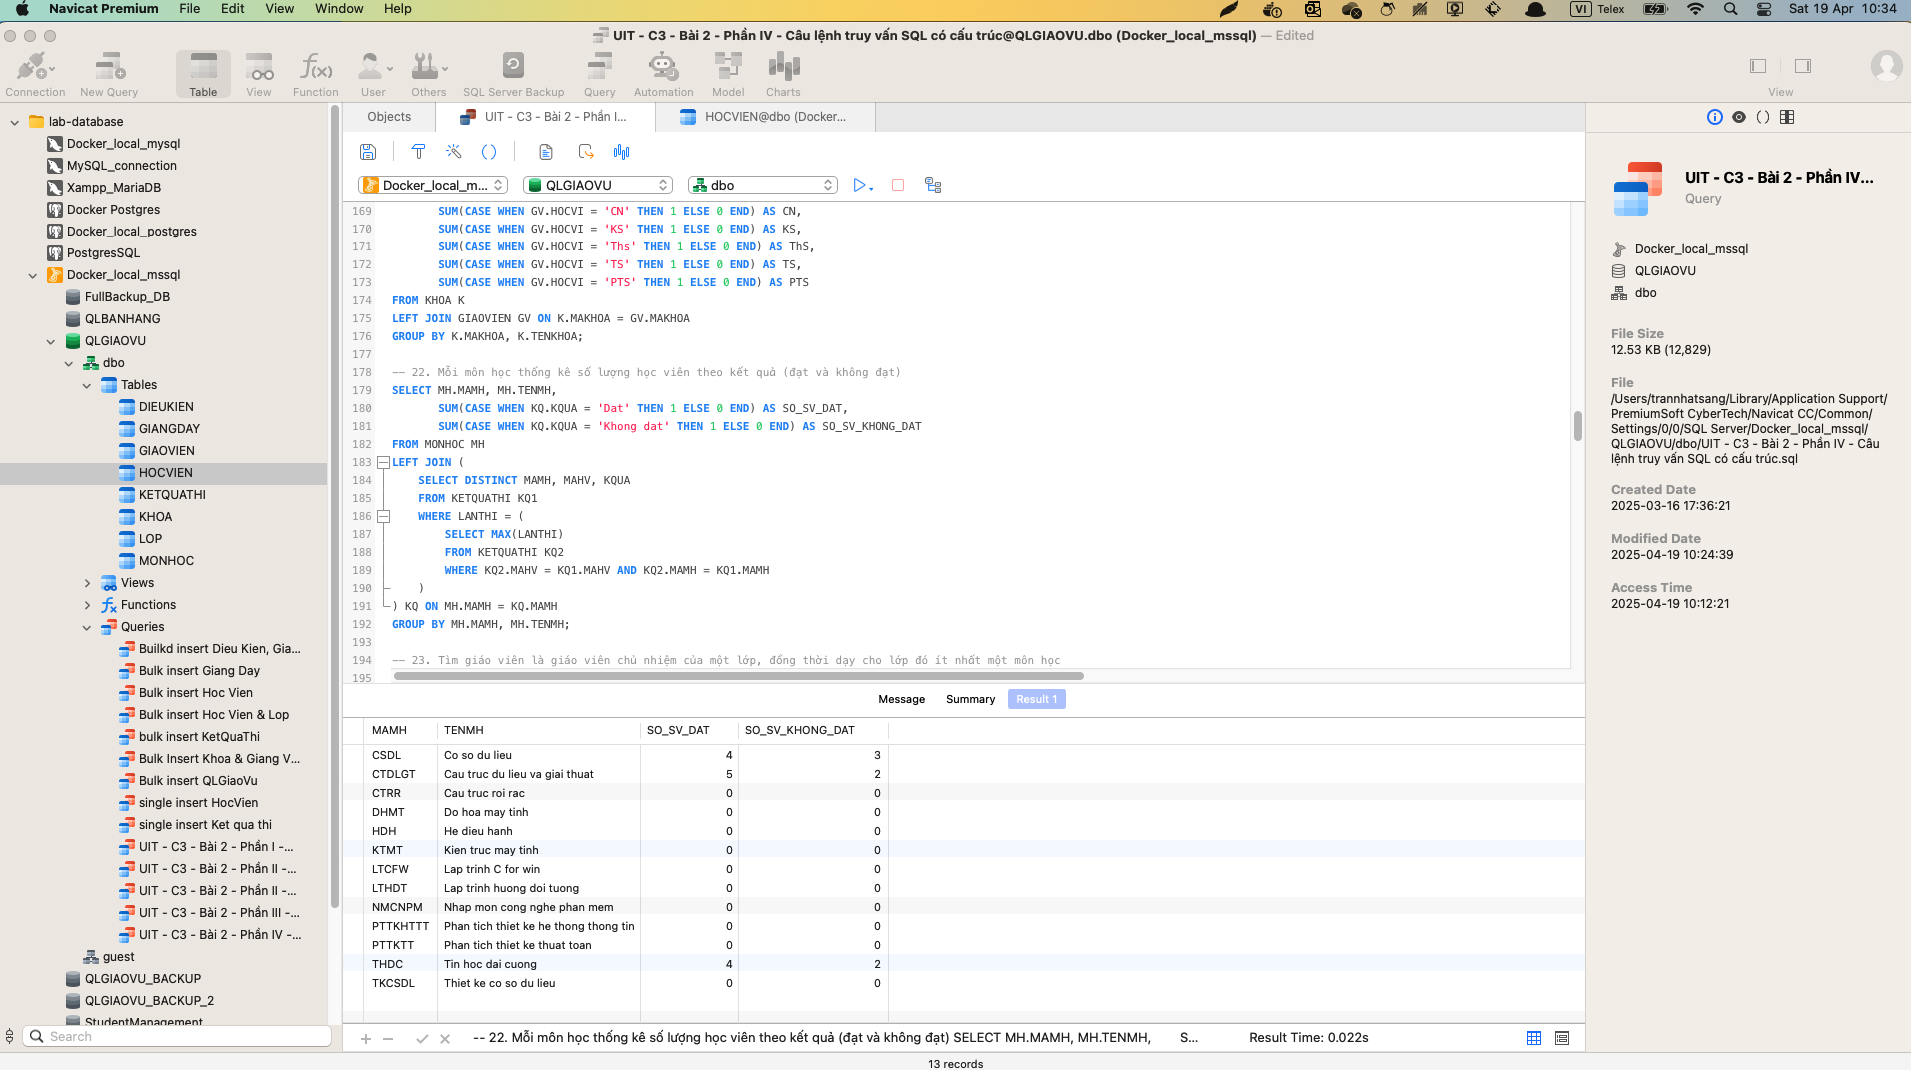 Navicat Premium File Edit View Window Help VI Telex Sat 19 Apr 10:34
UIT - C3 - Bài 2 - Phần IV - Câu lệnh truy vấn SQL có cấu trúc@QLGIAOVU.dbo (Docker_local_mssql) — Edited
Connection New Query Table View Function User Others SQL Server Backup Query Automation Model Charts View
lab-database
Docker_local_mysql
MySQL_connection
Xampp_MariaDB
Docker Postgres
Docker_local_postgres
PostgresSQL
Docker_local_mssql
FullBackup_DB
QLBANHANG
QLGIAOVU
dbo
Tables
DIEUKIEN
GIANGDAY
GIAOVIEN
HOCVIEN
KETQUATHI
KHOA
LOP
MONHOC
Views
Functions
Queries
Builkd insert Dieu Kien, Gia...
Bulk insert Giang Day
Bulk insert Hoc Vien
Bulk insert Hoc Vien & Lop
bulk insert KetQuaThi
Bulk Insert Khoa & Giang V...
Bulk insert QLGiaoVu
single insert HocVien
single insert Ket qua thi
UIT - C3 - Bài 2 - Phần I -...
UIT - C3 - Bài 2 - Phần II -...
UIT - C3 - Bài 2 - Phần II -...
UIT - C3 - Bài 2 - Phần III -...
UIT - C3 - Bài 2 - Phần IV -...
guest
QLGIAOVU_BACKUP
QLGIAOVU_BACKUP_2
StudentManagement
Search
Objects UIT - C3 - Bài 2 - Phần I... HOCVIEN@dbo (Docker...
Docker_local_m... QLGIAOVU dbo
169 SUM(CASE WHEN GV.HOCVI = 'CN' THEN 1 ELSE 0 END) AS CN,
170 SUM(CASE WHEN GV.HOCVI = 'KS' THEN 1 ELSE 0 END) AS KS,
171 SUM(CASE WHEN GV.HOCVI = 'Ths' THEN 1 ELSE 0 END) AS ThS,
172 SUM(CASE WHEN GV.HOCVI = 'TS' THEN 1 ELSE 0 END) AS TS,
173 SUM(CASE WHEN GV.HOCVI = 'PTS' THEN 1 ELSE 0 END) AS PTS
174 FROM KHOA K
175 LEFT JOIN GIAOVIEN GV ON K.MAKHOA = GV.MAKHOA
176 GROUP BY K.MAKHOA, K.TENKHOA;
177
178 -- 22. Mỗi môn học thống kê số lượng học viên theo kết quả (đạt và không đạt)
179 SELECT MH.MAMH, MH.TENMH,
180 SUM(CASE WHEN KQ.KQUA = 'Dat' THEN 1 ELSE 0 END) AS SO_SV_DAT,
181 SUM(CASE WHEN KQ.KQUA = 'Khong dat' THEN 1 ELSE 0 END) AS SO_SV_KHONG_DAT
182 FROM MONHOC MH
183 LEFT JOIN (
184 SELECT DISTINCT MAMH, MAHV, KQUA
185 FROM KETQUATHI KQ1
186 WHERE LANTHI = (
187 SELECT MAX(LANTHI)
188 FROM KETQUATHI KQ2
189 WHERE KQ2.MAHV = KQ1.MAHV AND KQ2.MAMH = KQ1.MAMH
190 )
191 ) KQ ON MH.MAMH = KQ.MAMH
192 GROUP BY MH.MAMH, MH.TENMH;
193
194 -- 23. Tìm giáo viên là giáo viên chủ nhiệm của một lớp, đồng thời dạy cho lớp đó ít nhất một môn học
195
Message Summary Result 1
MAMH TENMH SO_SV_DAT SO_SV_KHONG_DAT
CSDL Co so du lieu 4 3
CTDLGT Cau truc du lieu va giai thuat 5 2
CTRR Cau truc roi rac 0 0
DHMT Do hoa may tinh 0 0
HDH He dieu hanh 0 0
KTMT Kien truc may tinh 0 0
LTCFW Lap trinh C for win 0 0
LTHDT Lap trinh huong doi tuong 0 0
NMCNPM Nhap mon cong nghe phan mem 0 0
PTTKHTTT Phan tich thiet ke he thong thong tin 0 0
PTTKTT Phan tich thiet ke thuat toan 0 0
THDC Tin hoc dai cuong 4 2
TKCSDL Thiet ke co so du lieu 0 0
-- 22. Mỗi môn học thống kê số lượng học viên theo kết quả (đạt và không đạt) SELECT MH.MAMH, MH.TENMH, S... Result Time: 0.022s
13 records
UIT - C3 - Bài 2 - Phần IV...
Query
Docker_local_mssql
QLGIAOVU
dbo
File Size
12.53 KB (12,829)
File
/Users/trannhatsang/Library/Application Support/
PremiumSoft CyberTech/Navicat CC/Common/
Settings/0/0/SQL Server/Docker_local_mssql/
QLGIAOVU/dbo/UIT - C3 - Bài 2 - Phần IV - Câu
lệnh truy vấn SQL có cấu trúc.sql
Created Date
2025-03-16 17:36:21
Modified Date
2025-04-19 10:24:39
Access Time
2025-04-19 10:12:21